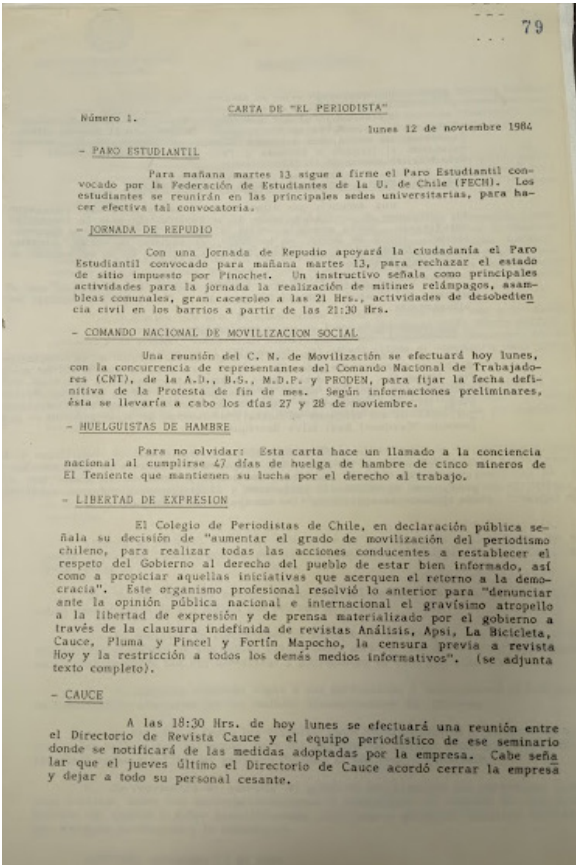 79
CARTA DE "EL PERIODISTA"
Número 1.
lunes 12 de noviembre 1984
- PARO ESTUDIANTIL
Para mañana martes 13 sigue a firme el Paro Estudiantil con-
vocado por la Federación de Estudiantes de la U. de Chile (FECH). Los
estudiantes se reunirán en las principales sedes universitarias, para ha-
cer efectiva tal convocatoria.
- JORNADA DE REPUDIO
Con una Jornada de Repudio apoyará la ciudadanía el Paro
Estudiantil convocado para mañana martes 13, para rechazar el estado
de sitio impuesto por Pinochet. Un instructivo señala como principales
actividades para la jornada la realización de mitines relámpagos, asam-
bleas comunales, gran caceroleo a las 21 Hrs., actividades de desobedien
cia civil en los barrios a partir de las 21:30 Hrs.
- COMANDO NACIONAL DE MOVILIZACION SOCIAL
Una reunión del C. N. de Movilización se efectuará hoy lunes,
con la concurrencia de representantes del Comando Nacional de Trabajado-
res (CNT), de la A.D., B.S., M.D.P. y PRODEN, para fijar la fecha defi-
nitiva de la Protesta de fin de mes. Según informaciones preliminares,
ésta se llevaría a cabo los días 27 y 28 de noviembre.
- HUELGUISTAS DE HAMBRE
Para no olvidar: Esta carta hace un llamado a la conciencia
nacional al cumplirse 47 días de huelga de hambre de cinco mineros de
El Teniente que mantienen su lucha por el derecho al trabajo.
- LIBERTAD DE EXPRESION
El Colegio de Periodistas de Chile, en declaración pública se-
ñala su decisión de "aumentar el grado de movilización del periodismo
chileno, para realizar todas las acciones conducentes a restablecer el
respeto del Gobierno al derecho del pueblo de estar bien informado, así
como a propiciar aquellas iniciativas que acerquen el retorno a la demo-
cracia". Este organismo profesional resolvió lo anterior para "denunciar
ante la opinión pública nacional e internacional el gravísimo atropello
a la libertad de expresión y de prensa materializado por el gobierno a
través de la clausura indefinida de revistas Análisis, Apsi, La Bicicleta,
Cauce, Pluma y Pincel y Fortín Mapocho, la censura previa a revista
Hoy y la restricción a todos los demás medios informativos". (se adjunta
texto completo).
- CAUCE
A las 18:30 Hrs. de hoy lunes se efectuará una reunión entre
el Directorio de Revista Cauce y el equipo periodístico de ese seminario
donde se notificará de las medidas adoptadas por la empresa. Cabe seña
lar que el jueves último el Directorio de Cauce acordó cerrar la empresa
y dejar a todo su personal cesante.